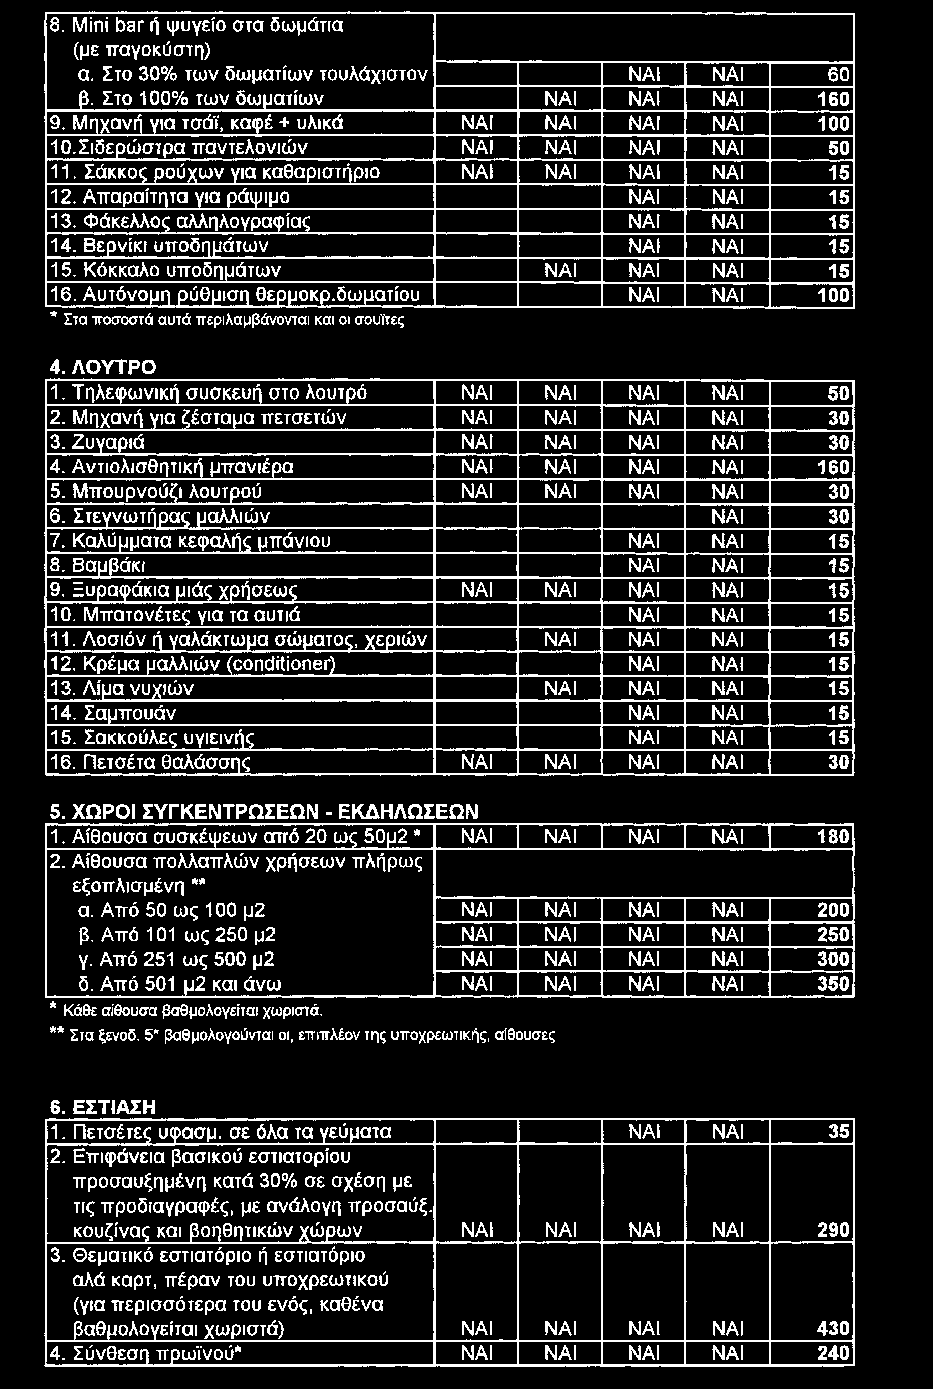 8. Mini bar ή ψυγείο στα δωμάτια
(με παγοκύστη)
α. Στο 30% των δωματίων τουλάχιστον ΝΑΙ ΝΑΙ 60
β. Στο 100% των δωματίων ΝΑΙ ΝΑΙ ΝΑΙ 160
9. Μηχανή για τσάϊ, καφέ + υλικά ΝΑΙ ΝΑΙ ΝΑΙ ΝΑΙ 100
10.Σιδερώστρα παντελονιών ΝΑΙ ΝΑΙ ΝΑΙ ΝΑΙ 50
11. Σάκκος ρούχων για καθαριστήριο ΝΑΙ ΝΑΙ ΝΑΙ ΝΑΙ 15
12. Απαραίτητα για ράψιμο ΝΑΙ ΝΑΙ 15
13. Φάκελλος αλληλογραφίας ΝΑΙ ΝΑΙ 15
14. Βερνίκι υποδημάτων ΝΑΙ ΝΑΙ 15
15. Κόκκαλο υποδημάτων ΝΑΙ ΝΑΙ ΝΑΙ 15
16. Αυτόνομη ρύθμιση θερμοκρ.δωματίου ΝΑΙ ΝΑΙ 100
* Στα ποσοστά αυτά περιλαμβάνονται και οι σουΐτες
4. ΛΟΥΤΡΟ
1. Τηλεφωνική συσκευή στο λουτρό ΝΑΙ ΝΑΙ ΝΑΙ ΝΑΙ 50
2. Μηχανή για ζέσταμα πετσετών ΝΑΙ ΝΑΙ ΝΑΙ ΝΑΙ 30
3. Ζυγαριά ΝΑΙ ΝΑΙ ΝΑΙ ΝΑΙ 30
4. Αντιολισθητική μπανιέρα ΝΑΙ ΝΑΙ ΝΑΙ ΝΑΙ 160
5. Μπουρνούζι λουτρού ΝΑΙ ΝΑΙ ΝΑΙ ΝΑΙ 30
6. Στεγνωτήρας μαλλιών ΝΑΙ 30
7. Καλύμματα κεφαλής μπάνιου ΝΑΙ ΝΑΙ 15
8. Βαμβάκι ΝΑΙ ΝΑΙ 15
9. Ξυραφάκια μιάς χρήσεως ΝΑΙ ΝΑΙ ΝΑΙ ΝΑΙ 15
10. Μπατονέτες για τα αυτιά ΝΑΙ ΝΑΙ 15
11. Λοσιόν ή γαλάκτωμα σώματος, χεριών ΝΑΙ ΝΑΙ ΝΑΙ 15
12. Κρέμα μαλλιών (conditioner) ΝΑΙ ΝΑΙ 15
13. Λίμα νυχιών ΝΑΙ ΝΑΙ ΝΑΙ 15
14. Σαμπουάν ΝΑΙ ΝΑΙ 15
15. Σακκούλες υγιεινής ΝΑΙ ΝΑΙ 15
16. Πετσέτα θαλάσσης ΝΑΙ ΝΑΙ ΝΑΙ ΝΑΙ 30
5. ΧΩΡΟΙ ΣΥΓΚΕΝΤΡΩΣΕΩΝ - ΕΚΔΗΛΩΣΕΩΝ
1. Αίθουσα συσκέψεων από 20 ως 50μ2 * ΝΑΙ ΝΑΙ ΝΑΙ ΝΑΙ 180
2. Αίθουσα πολλαπλών χρήσεων πλήρως
εξοπλισμένη **
α. Από 50 ως 100 μ2 ΝΑΙ ΝΑΙ ΝΑΙ ΝΑΙ 200
β. Από 101 ως 250 μ2 ΝΑΙ ΝΑΙ ΝΑΙ ΝΑΙ 250
γ. Από 251 ως 500 μ2 ΝΑΙ ΝΑΙ ΝΑΙ ΝΑΙ 300
δ. Από 501 μ2 και άνω ΝΑΙ ΝΑΙ ΝΑΙ ΝΑΙ 350
* Κάθε αίθουσα βαθμολογείται χωριστά.
** Στα ξενοδ. 5* βαθμολογούνται οι, επιπλέον της υποχρεωτικής, αίθουσες
6. ΕΣΤΙΑΣΗ
1. Πετσέτες υφασμ. σε όλα τα γεύματα ΝΑΙ ΝΑΙ 35
2. Επιφάνεια βασικού εστιατορίου
προσαυξημένη κατά 30% σε σχέση με
τις προδιαγραφές, με ανάλογη προσαύξ.
κουζίνας και βοηθητικών χώρων ΝΑΙ ΝΑΙ ΝΑΙ ΝΑΙ 290
3. Θεματικό εστιατόριο ή εστιατόριο
αλά καρτ, πέραν του υποχρεωτικού
(για περισσότερα του ενός, καθένα
βαθμολογείται χωριστά) ΝΑΙ ΝΑΙ ΝΑΙ ΝΑΙ 430
4. Σύνθεση πρωϊνού* ΝΑΙ ΝΑΙ ΝΑΙ ΝΑΙ 240